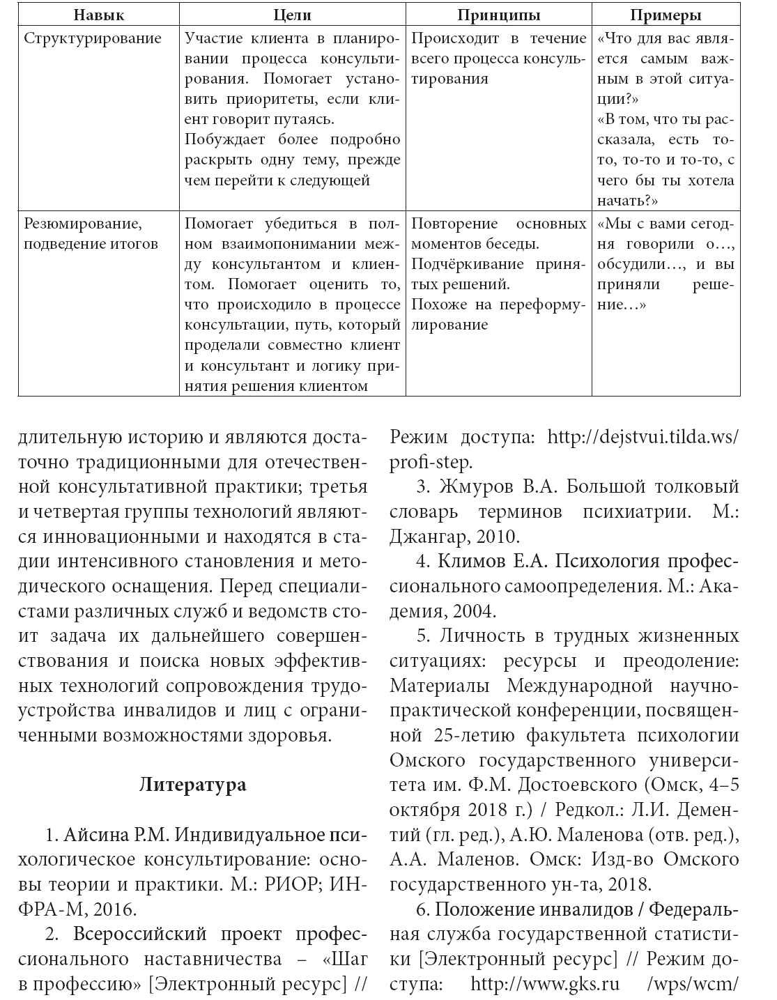 Навык
Цели
Принципы
Примеры
Структурирование
Участие клиента в планиро-
вании процесса консульти-
рования. Помогает устано-
вить приоритеты, если кли-
ент говорит путаясь.
Побуждает более подробно
раскрыть одну тему, прежде
чем перейти к следующей
Происходит в течение
всего процесса консуль-
тирования
«Что для вас явля-
ется самым важ-
ным в этой ситуа-
ции?»
«В том, что ты рас-
сказала, есть то-
то, то-то и то-то, с
чего бы ты хотела
начать?»
Резюмирование,
подведение итогов
Помогает убедиться в пол-
ном взаимопонимании меж-
ду консультантом и клиен-
том. Помогает оценить то,
что происходило в процессе
консультации, путь, который
проделали совместно клиент
и консультант и логику при-
нятия решения клиентом
Повторение основных
моментов беседы.
Подчёркивание приня-
тых решений.
Похоже на переформу-
лирование
«Мы с вами сегод-
ня говорили о…,
обсудили…, и вы
приняли реше-
ние…»
длительную историю и являются доста-
точно традиционными для отечествен-
ной консультативной практики; третья
и четвертая группы технологий являют-
ся инновационными и находятся в ста-
дии интенсивного становления и мето-
дического оснащения. Перед специали-
стами различных служб и ведомств сто-
ит задача их дальнейшего совершен-
ствования и поиска новых эффектив-
ных технологий сопровождения трудо-
устройства инвалидов и лиц с ограни-
ченными возможностями здоровья.
Литература
1. Айсина Р.М. Индивидуальное пси-
хологическое консультирование: осно-
вы теории и практики. М.: РИОР; ИН-
ФРА-М, 2016.
2. Всероссийский проект профес-
сионального наставничества – «Шаг
в профессию» [Электронный ресурс] //
Режим доступа: http://dejstvui.tilda.ws/
profi-step.
3. Жмуров В.А. Большой толковый
словарь терминов психиатрии. М.:
Джангар, 2010.
4. Климов Е.А. Психология профес-
сионального самоопределения. М.: Ака-
демия, 2004.
5. Личность в трудных жизненных
ситуациях: ресурсы и преодоление:
Материалы Международной научно-
практической конференции, посвящен-
ной 25-летию факультета психологии
Омского государственного универси-
тета им. Ф.М. Достоевского (Омск, 4–5
октября 2018 г.) / Редкол.: Л.И. Демен-
тий (гл. ред.), А.Ю. Маленова (отв. ред.),
А.А. Маленов. Омск: Изд-во Омского
государственного ун-та, 2018.
6. Положение инвалидов / Федераль-
ная служба государственной статисти-
ки [Электронный ресурс] // Режим до-
ступа: http://www.gks.ru /wps/wcm/